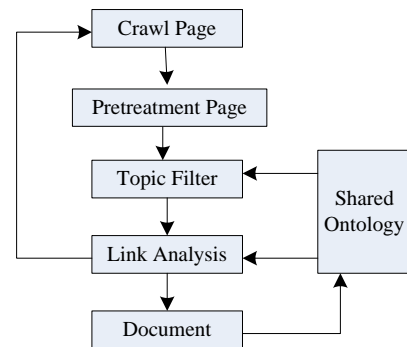 Crawl Page
Pretreatment Page
Topic Filter
Shared
Ontology
Link Analysis
Document